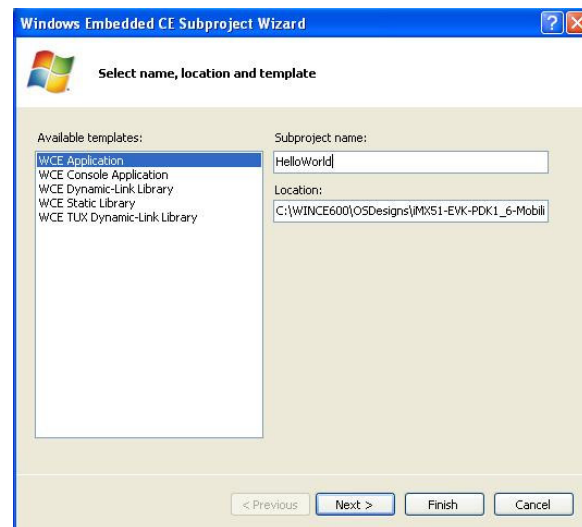 Windows Embedded CE Subproject Wizard
Select name, location and template
Available templates:
WCE Application
WCE Console Application
WCE Dynamic-Link Library
WCE Static Library
WCE TUX Dynamic-Link Library
Subproject name:
HelloWorld
Location:
C:\WINCE600\OSDesigns\iMX51-EVK-PDK1_6-Mobili
< Previous
Next >
Finish
Cancel